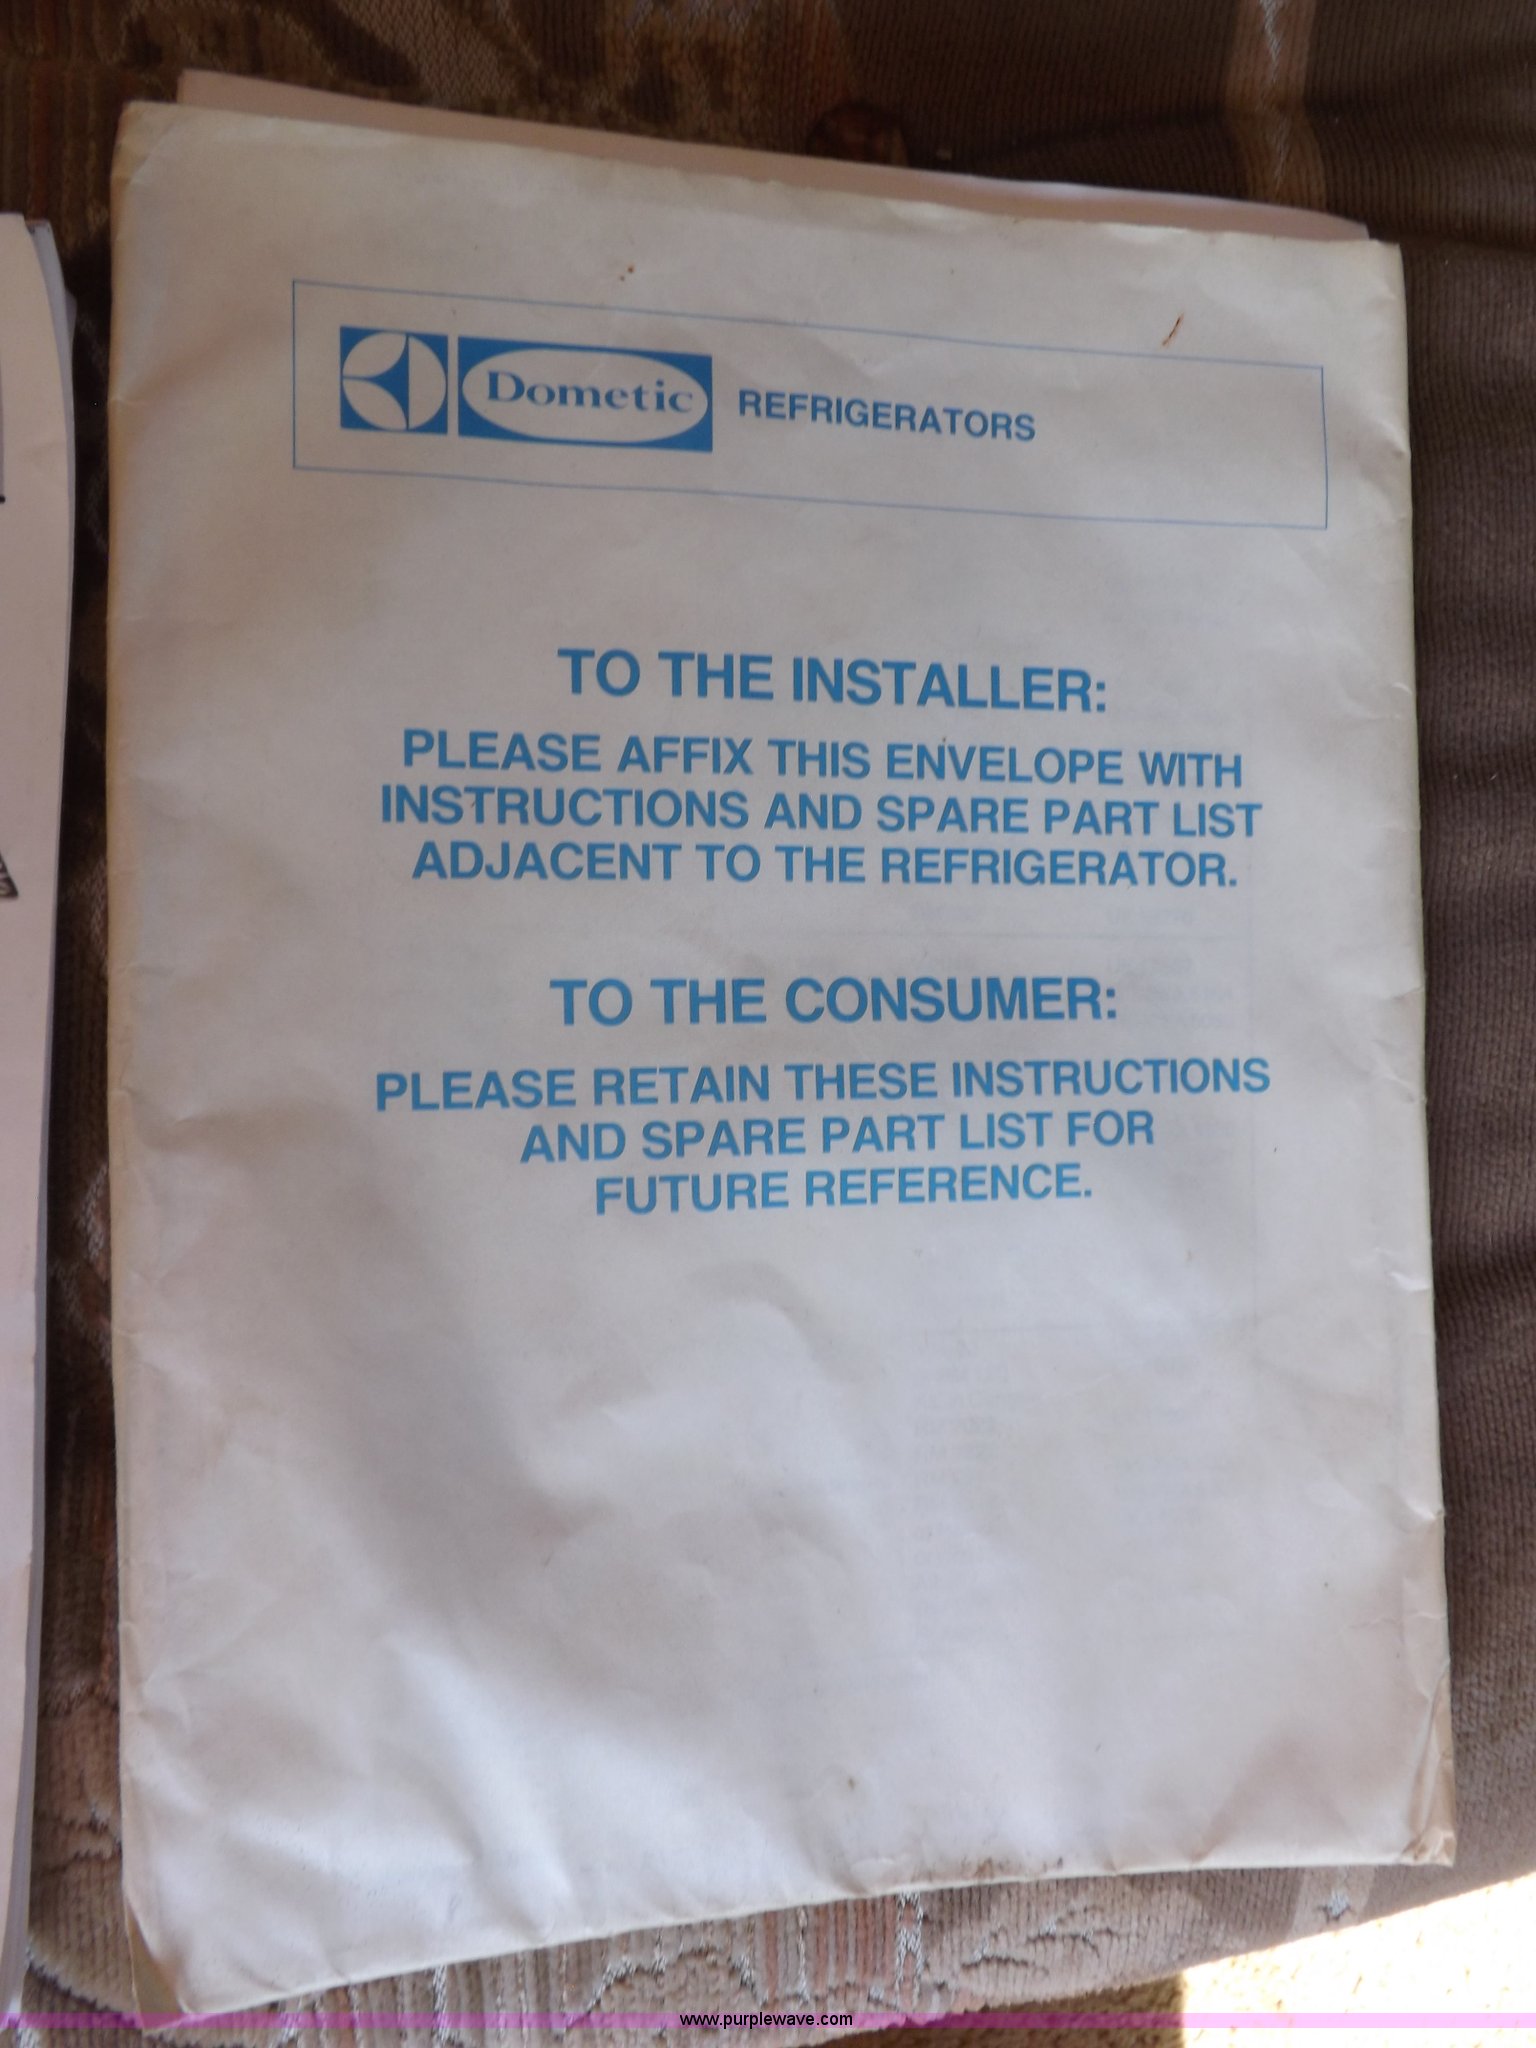 Dometic REFRIGERATORS
TO THE INSTALLER:
PLEASE AFFIX THIS ENVELOPE WITH
INSTRUCTIONS AND SPARE PART LIST
ADJACENT TO THE REFRIGERATOR.
TO THE CONSUMER:
PLEASE RETAIN THESE INSTRUCTIONS
AND SPARE PART LIST FOR
FUTURE REFERENCE.
www.purplewave.com